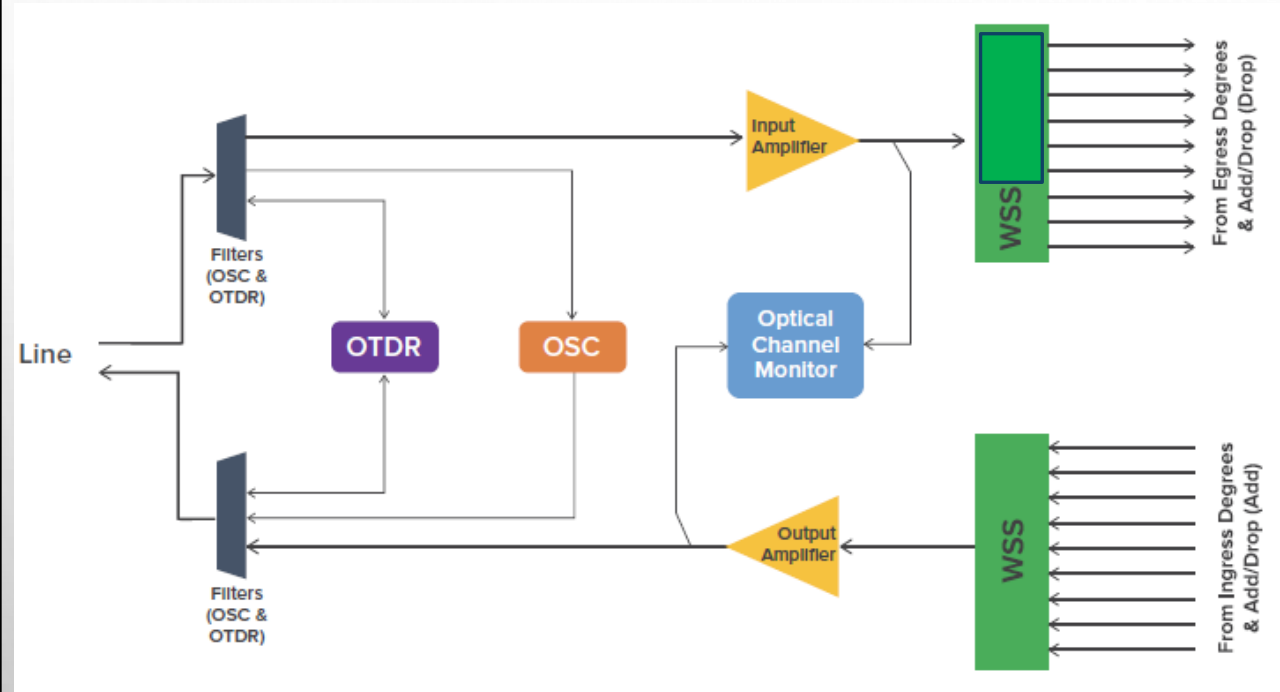 Input
Amplifier
WSS
From Egress Degrees
& Add/Drop (Drop)
Filters
(OSC &
OTDR)
Line
OTDR
OSC
Optical
Channel
Monitor
Output
Amplifier
WSS
From Ingress Degrees
& Add/Drop (Add)
Filters
(OSC &
OTDR)